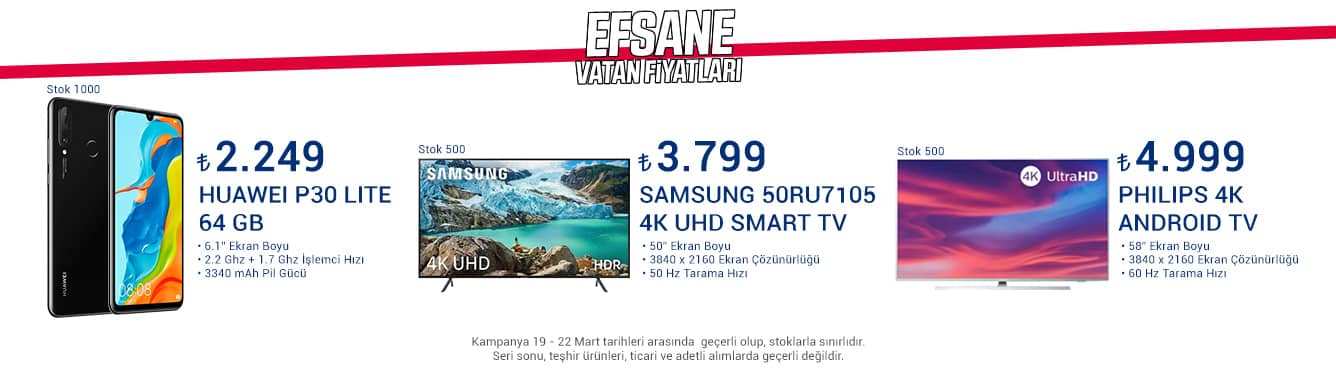 EFSANE
VATAN FİYATLARI
Stok 1000
₺ 2.249
HUAWEI P30 LITE
64 GB
• 6.1" Ekran Boyu
• 2.2 Ghz + 1.7 Ghz İşlemci Hızı
• 3340 mAh Pil Gücü
HUAWEI
08:08
Stok 500
SAMSUNG
4K UHD
HDR
₺ 3.799
SAMSUNG 50RU7105
4K UHD SMART TV
• 50" Ekran Boyu
• 3840 x 2160 Ekran Çözünürlüğü
• 50 Hz Tarama Hızı
Stok 500
4K UltraHD
₺ 4.999
PHILIPS 4K
ANDROID TV
• 58" Ekran Boyu
• 3840 x 2160 Ekran Çözünürlüğü
• 60 Hz Tarama Hızı
Kampanya 19 - 22 Mart tarihleri arasında geçerli olup, stoklarla sınırlıdır.
Seri sonu, teşhir ürünleri, ticari ve adetli alımlarda geçerli değildir.